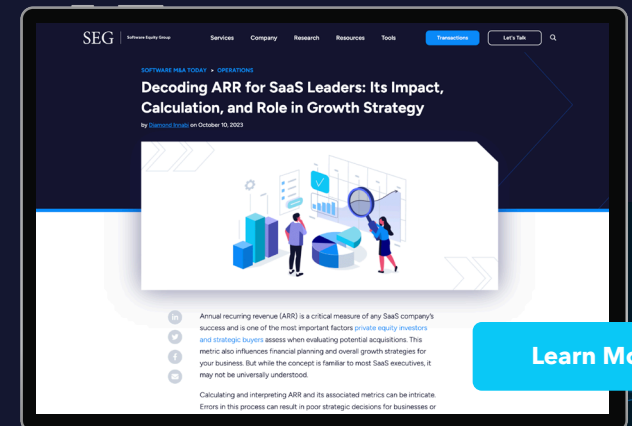 SEG Software Equity Group Services Company Research Resources Tools Transactions Let's Talk
SOFTWARE M&A TODAY > OPERATIONS
Decoding ARR for SaaS Leaders: Its Impact,
Calculation, and Role in Growth Strategy
by Diamond Innabi on October 10, 2023
Annual recurring revenue (ARR) is a critical measure of any SaaS company's
success and is one of the most important factors private equity investors
and strategic buyers assess when evaluating potential acquisitions. This
metric also influences financial planning and overall growth strategies for
your business. But while the concept is familiar to most SaaS executives, it
may not be universally understood.
Calculating and interpreting ARR and its associated metrics can be intricate.
Errors in this process can result in poor strategic decisions for businesses or
Learn Mo